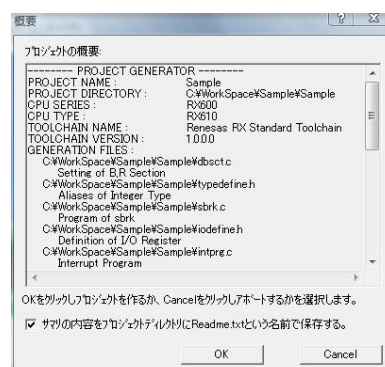 概要
プロジェクトの概要:
-------- PROJECT GENERATOR --------
PROJECT NAME : Sample
PROJECT DIRECTORY : C:¥WorkSpace¥Sample¥Sample
CPU SERIES : RX600
CPU TYPE : RX610
TOOLCHAIN NAME : Renesas RX Standard Toolchain
TOOLCHAIN VERSION : 1.0.0.0
GENERATION FILES :
C:¥WorkSpace¥Sample¥Sample¥dbsct.c
Setting of B,R Section
C:¥WorkSpace¥Sample¥Sample¥typedefine.h
Aliases of Integer Type
C:¥WorkSpace¥Sample¥Sample¥sbrk.c
Program of sbrk
C:¥WorkSpace¥Sample¥Sample¥iodefine.h
Definition of I/O Register
C:¥WorkSpace¥Sample¥Sample¥intprg.c
Interrupt Program
OKをクリックしプロジェクトを作るか、Cancelをクリックしアボートするかを選択します。
サマリの内容をプロジェクトディレクトリにReadme.txtという名前で保存する。
OK Cancel